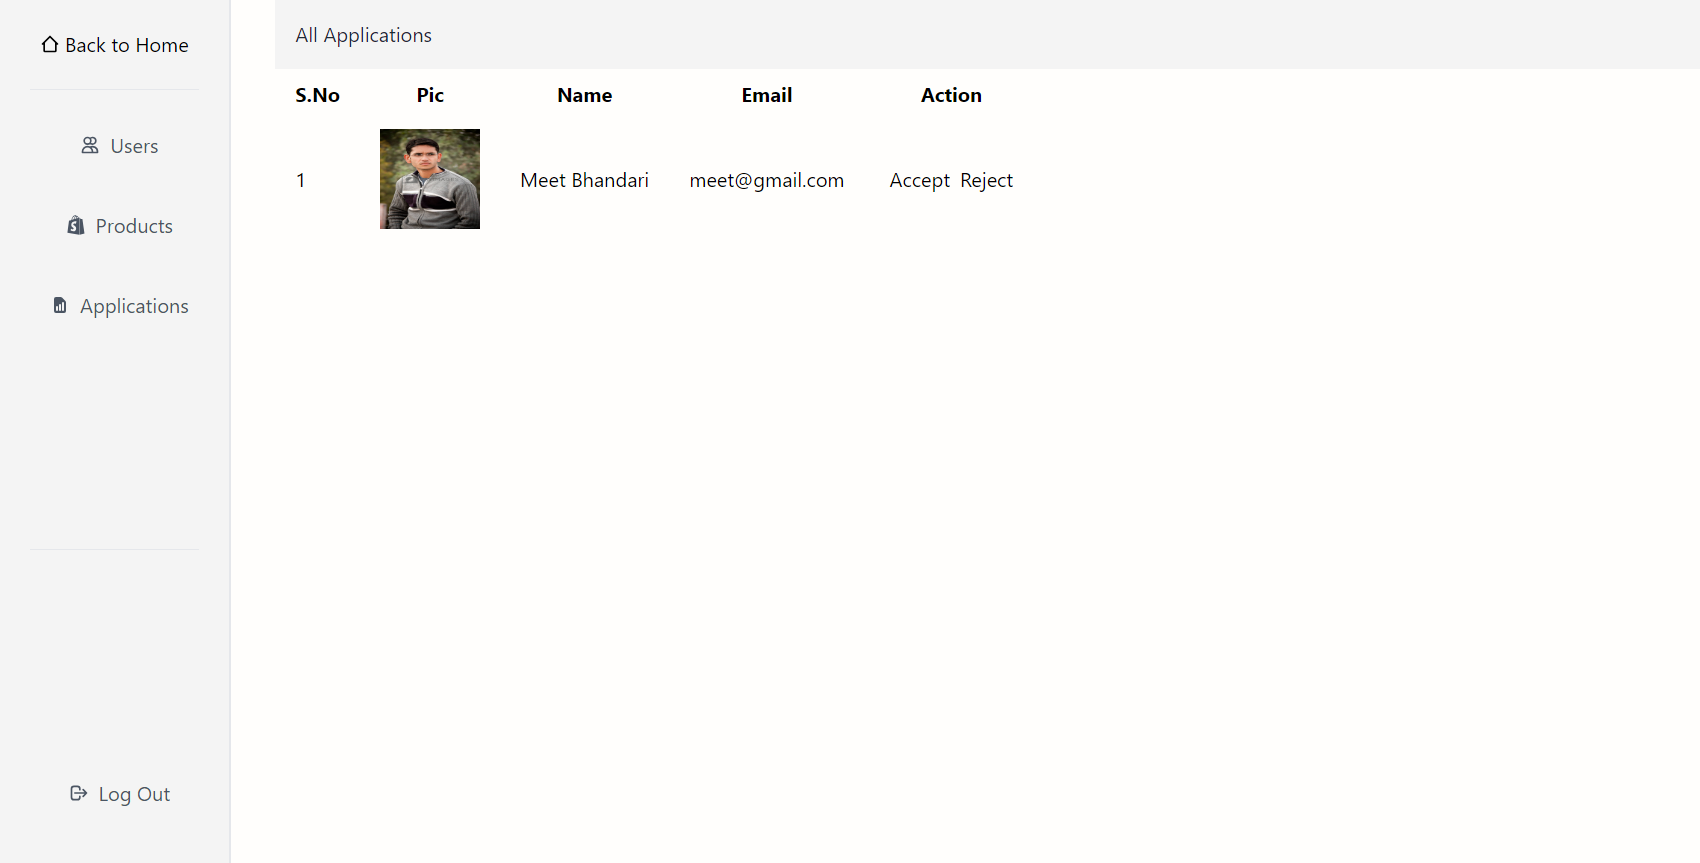 Back to Home
Users
Products
Applications
Log Out
All Applications
S.No Pic Name Email Action
1 Meet Bhandari meet@gmail.com Accept Reject